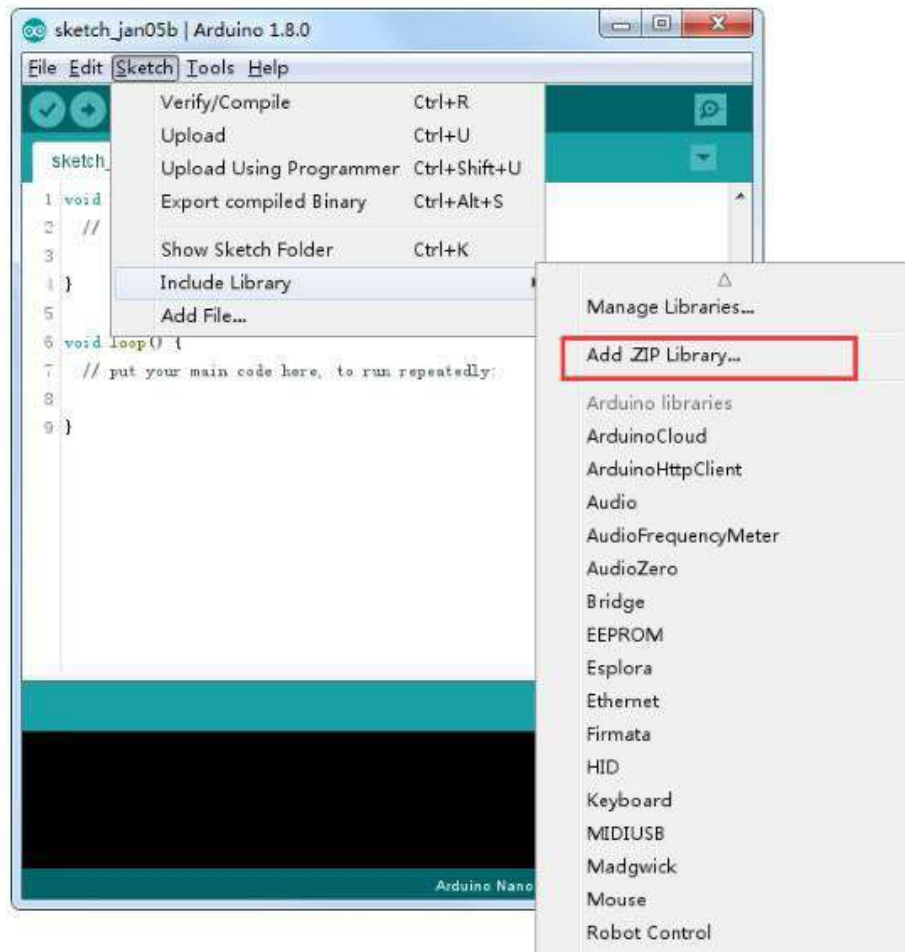 sketch_jan05b | Arduino 1.8.0
File Edit Sketch Tools Help
Verify/Compile Ctrl+R
Upload Ctrl+U
Upload Using Programmer Ctrl+Shift+U
Export compiled Binary Ctrl+Alt+S
Show Sketch Folder Ctrl+K
Include Library
Add File...
sketch_
1 void
2 //
3
4 }
5
6 void loop() {
7 // put your main code here, to run repeatedly:
8
9 }
Arduino Nano
Manage Libraries...
Add .ZIP Library...
Arduino libraries
ArduinoCloud
ArduinoHttpClient
Audio
AudioFrequencyMeter
AudioZero
Bridge
EEPROM
Esplora
Ethernet
Firmata
HID
Keyboard
MIDIUSB
Madgwick
Mouse
Robot Control